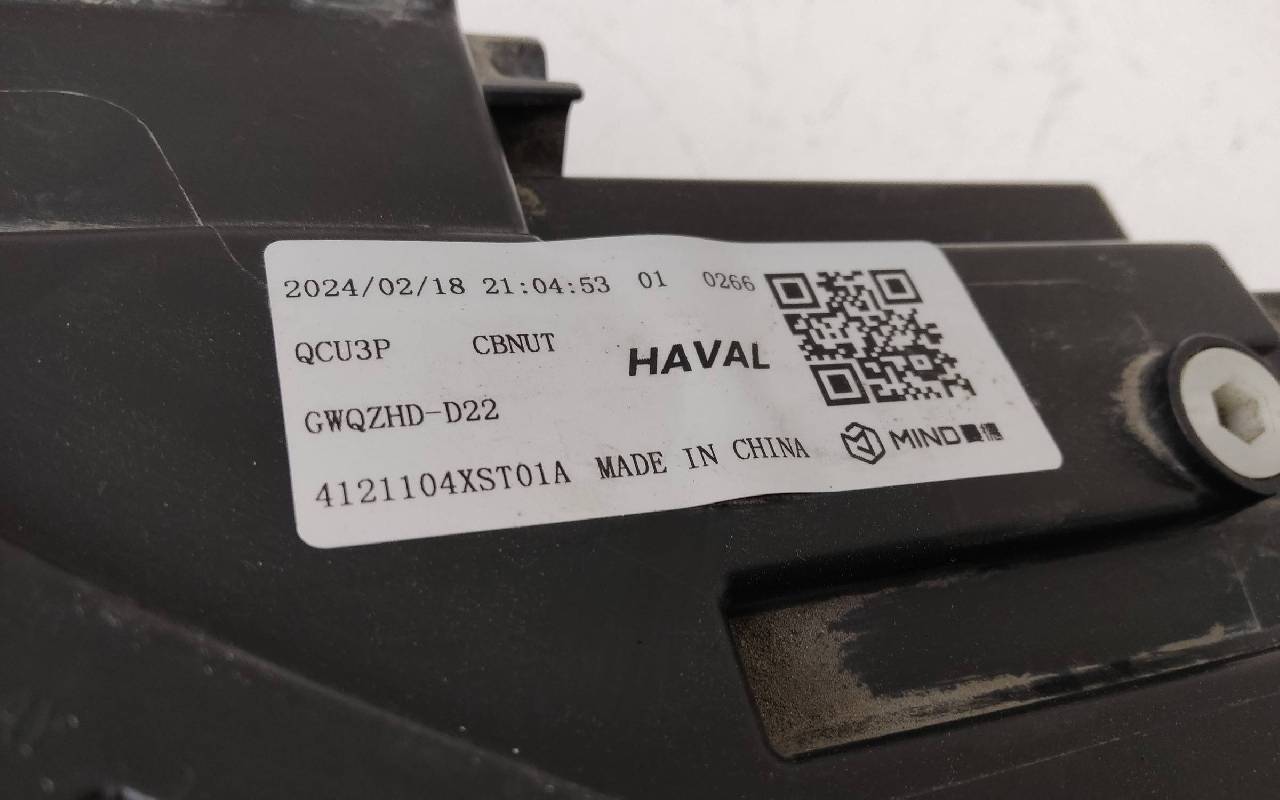 2024/02/18 21:04:53 01 0266
QCU3P CBNUT HAVAL
GWQZHD-D22
4121104XST01A MADE IN CHINA MIND